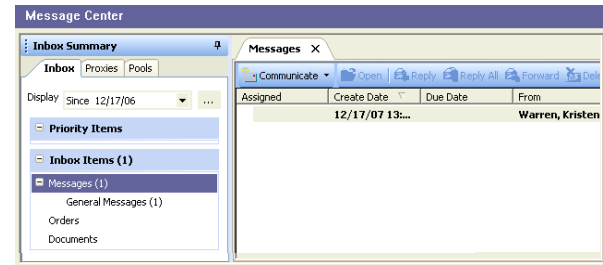 Message Center
Inbox Summary
Inbox Proxies Pools
Display Since 12/17/06 ...
Priority Items
Inbox Items (1)
Messages (1)
General Messages (1)
Orders
Documents
Messages X
Communicate Open Reply Reply All Forward Dele
Assigned Create Date Due Date From
12/17/07 13:... Warren, Kristen